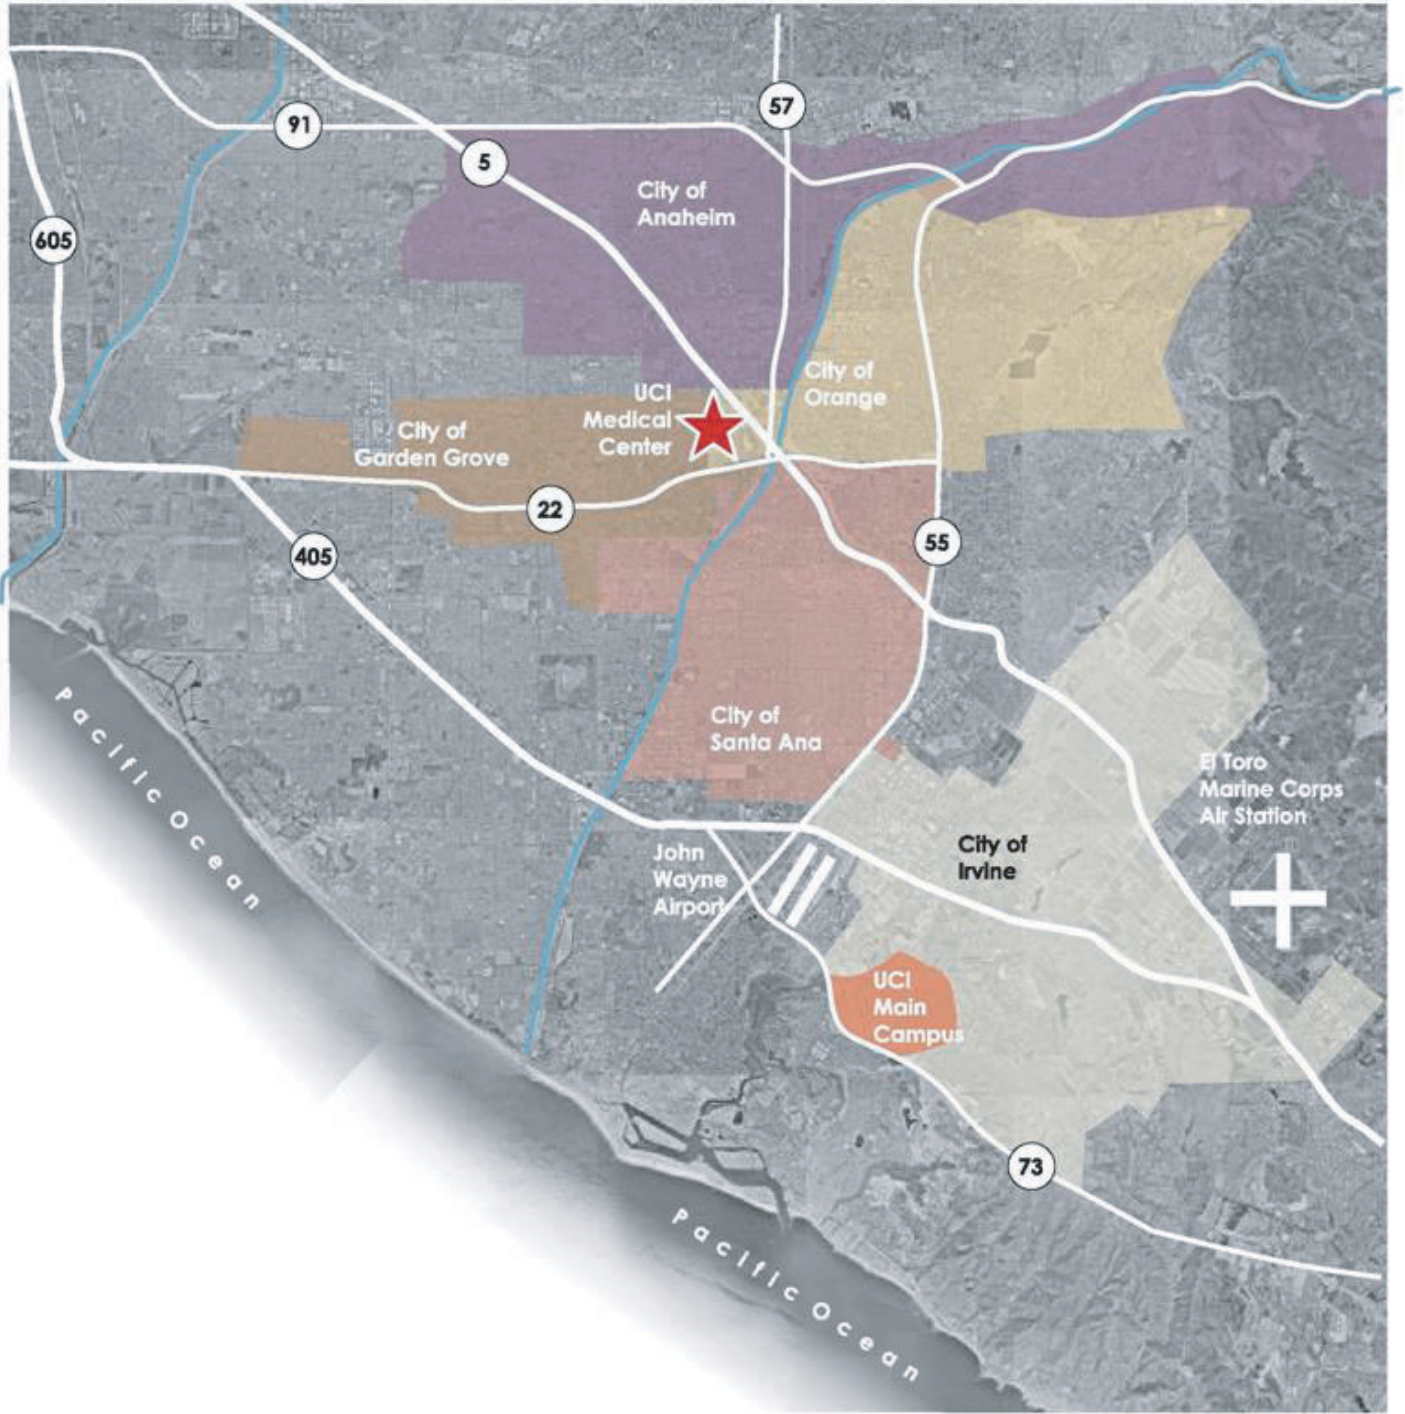 57
91
5
City of
Anaheim
605
City of
Orange
UCI
Medical
Center
City of
Garden Grove
22
405
55
Pacific Ocean
City of
Santa Ana
El Toro
Marine Corps
Air Station
City of
Irvine
John
Wayne
Airport
UCI
Main
Campus
73
Pacific Ocean